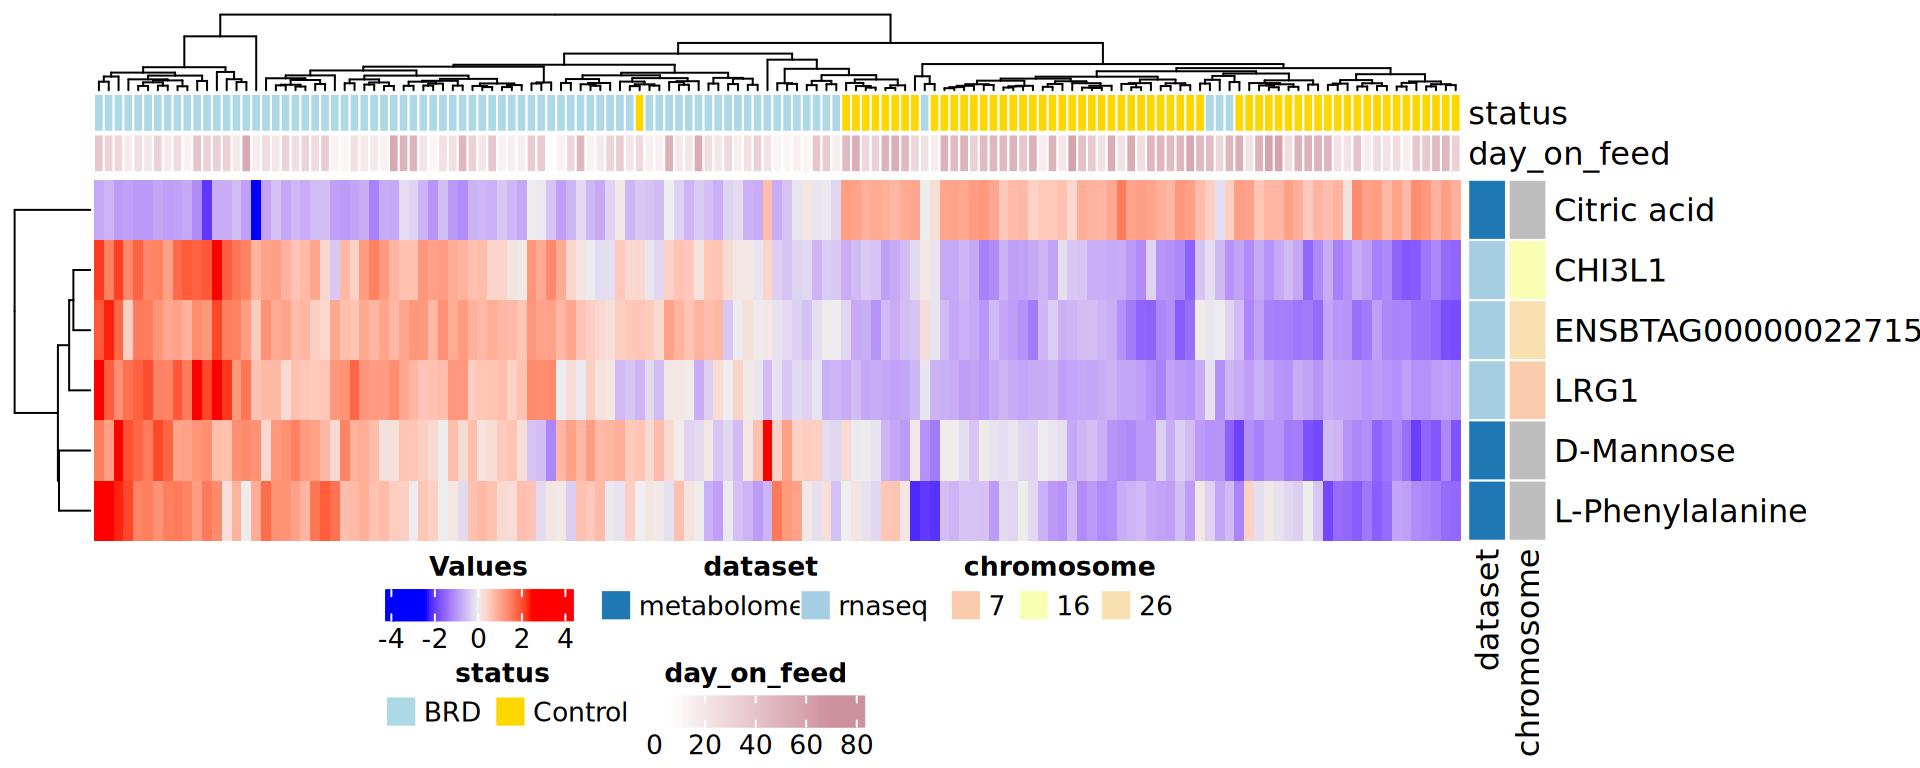 status
day_on_feed
Citric acid
CHI3L1
ENSBTAG00000022715
LRG1
D-Mannose
L-Phenylalanine
dataset
chromosome
Values
-4 -2 0 2 4
dataset
metabolome rnaseq
chromosome
7 16 26
status
BRD Control
day_on_feed
0 20 40 60 80